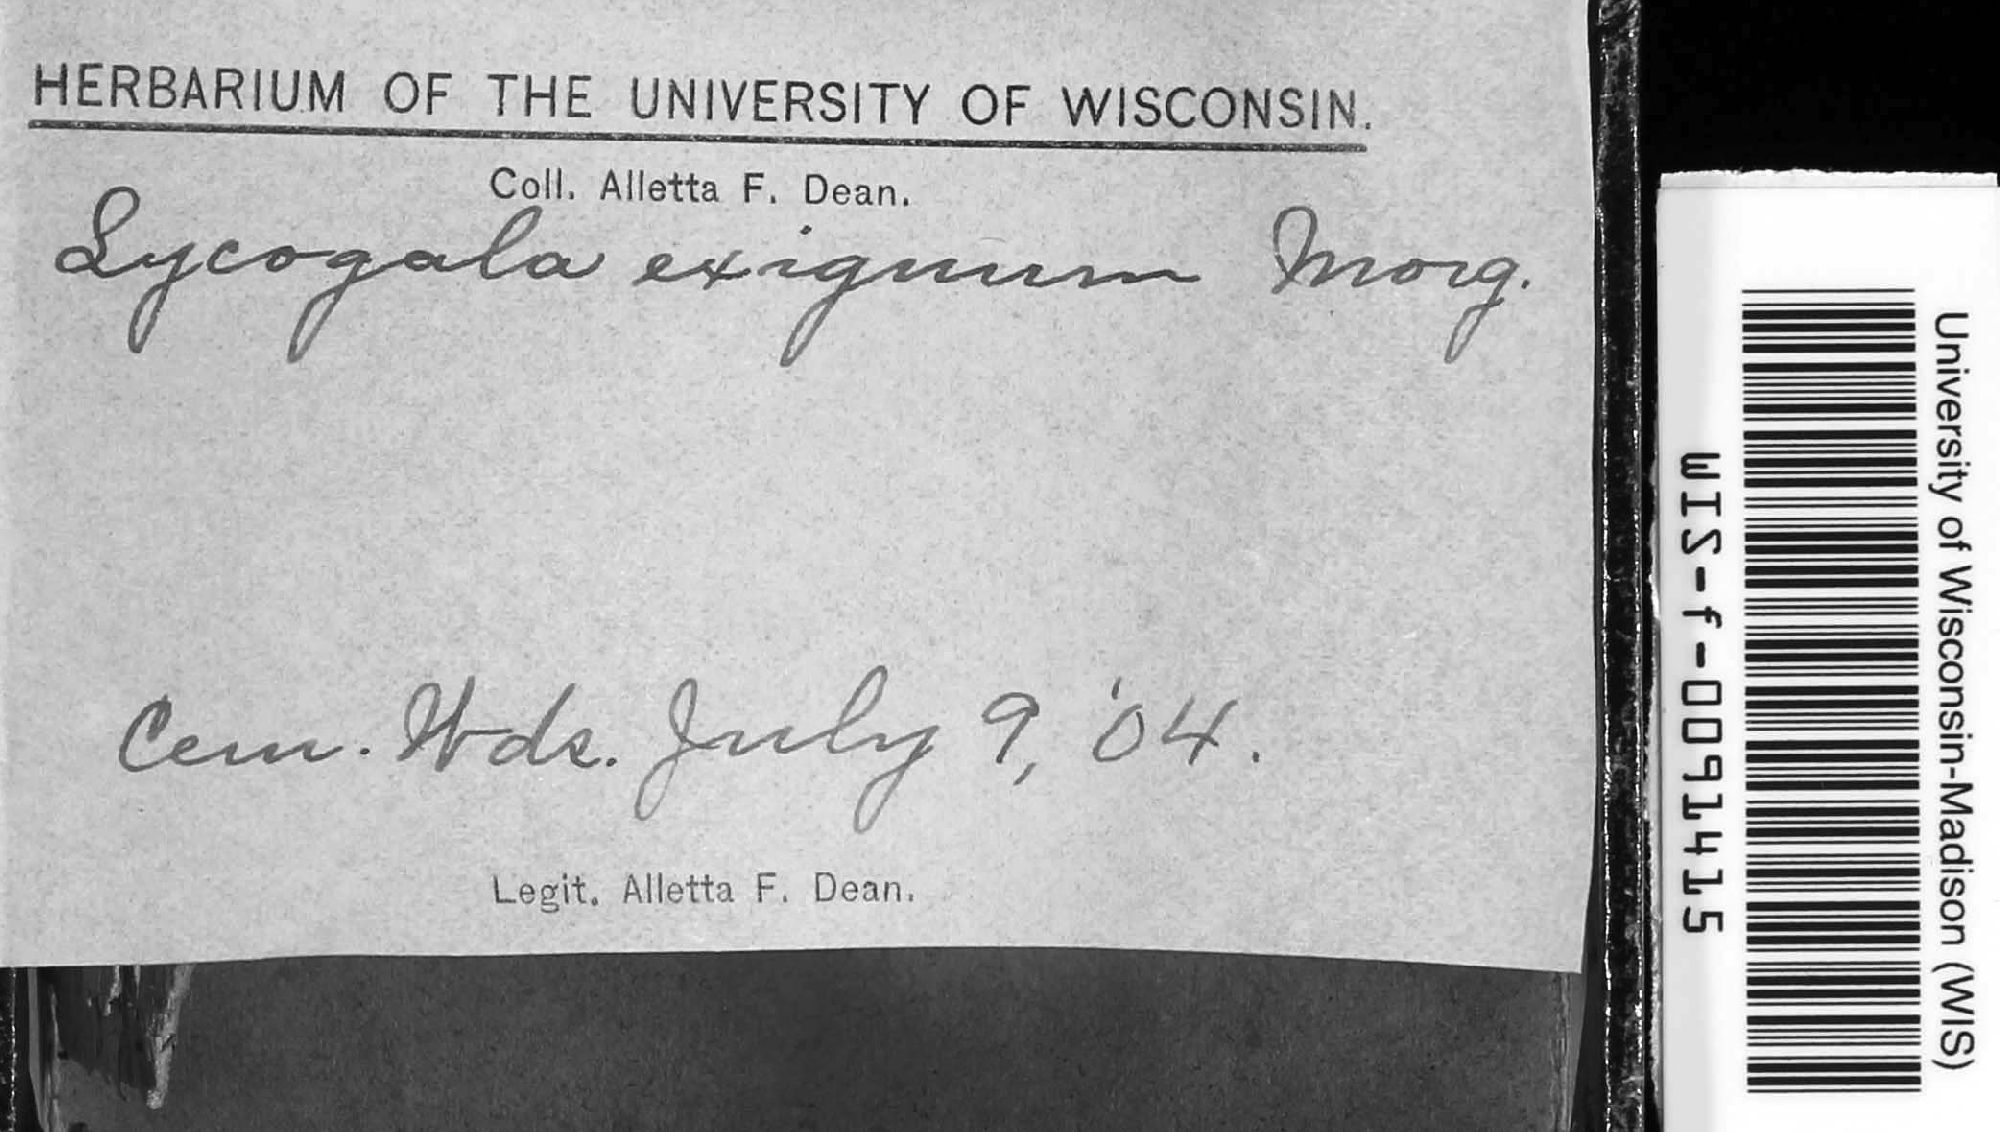 HERBARIUM OF THE UNIVERSITY OF WISCONSIN.
Coll. Alletta F. Dean.
Lycogala exiguum Morg.
Cem. Wds. July 9, '04.
Legit. Alletta F. Dean.
University of Wisconsin-Madison (WIS)
WIS-f-0091415